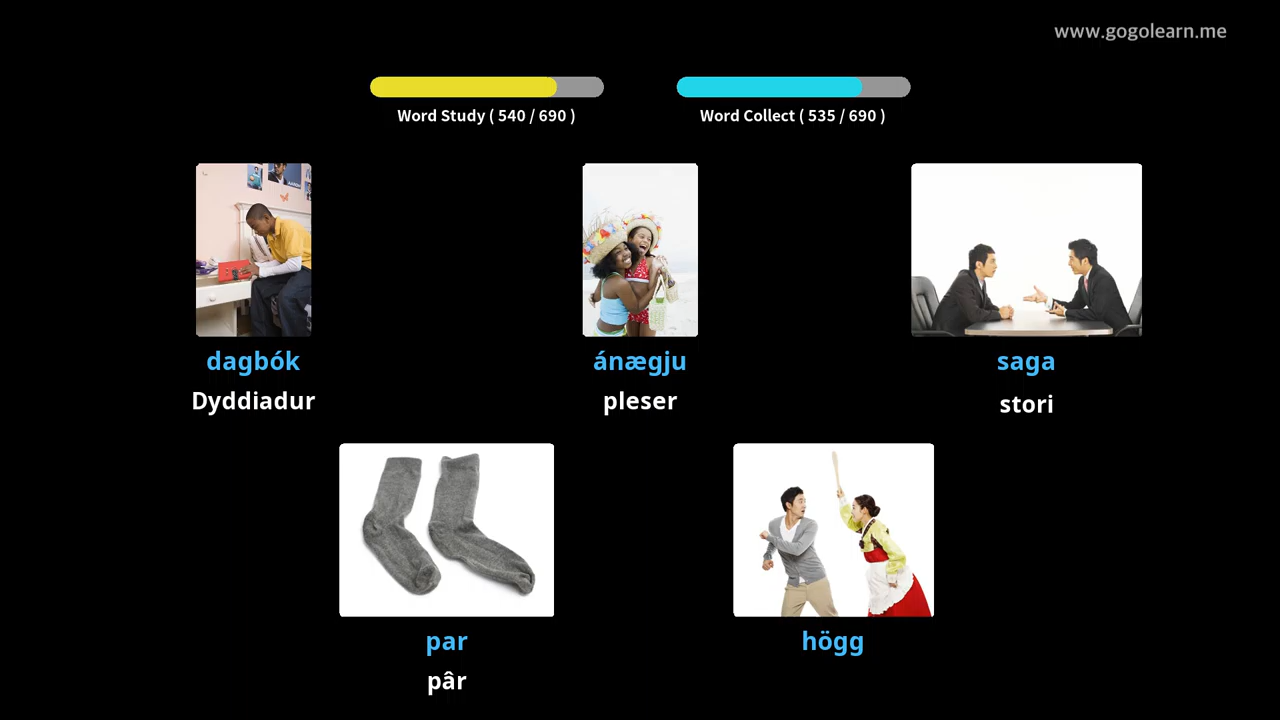 www.gogolearn.me
Word Study ( 540 / 690 )
Word Collect ( 535 / 690 )
dagbók
Dyddiadur
ánægju
pleser
saga
stori
par
pâr
högg